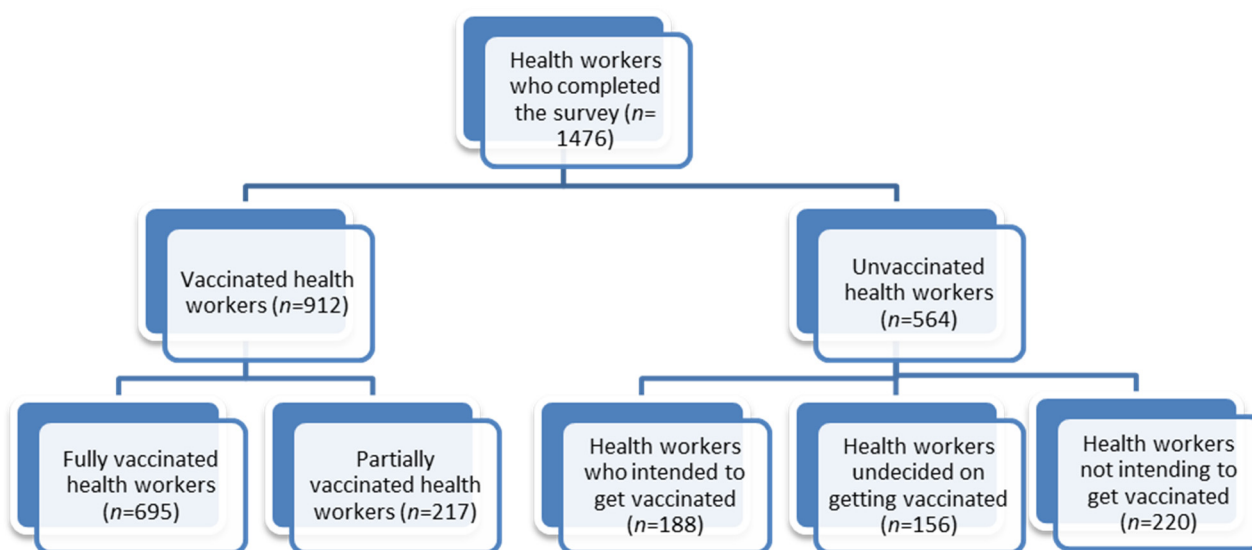 Health workers
who completed
the survey (n=
1476)
Vaccinated health
workers (n=912)
Unvaccinated
health workers
(n=564)
Fully vaccinated
health workers
(n=695)
Partially
vaccinated health
workers (n=217)
Health workers
who intended to
get vaccinated
(n=188)
Health workers
undecided on
getting vaccinated
(n=156)
Health workers
not intending to
get vaccinated
(n=220)